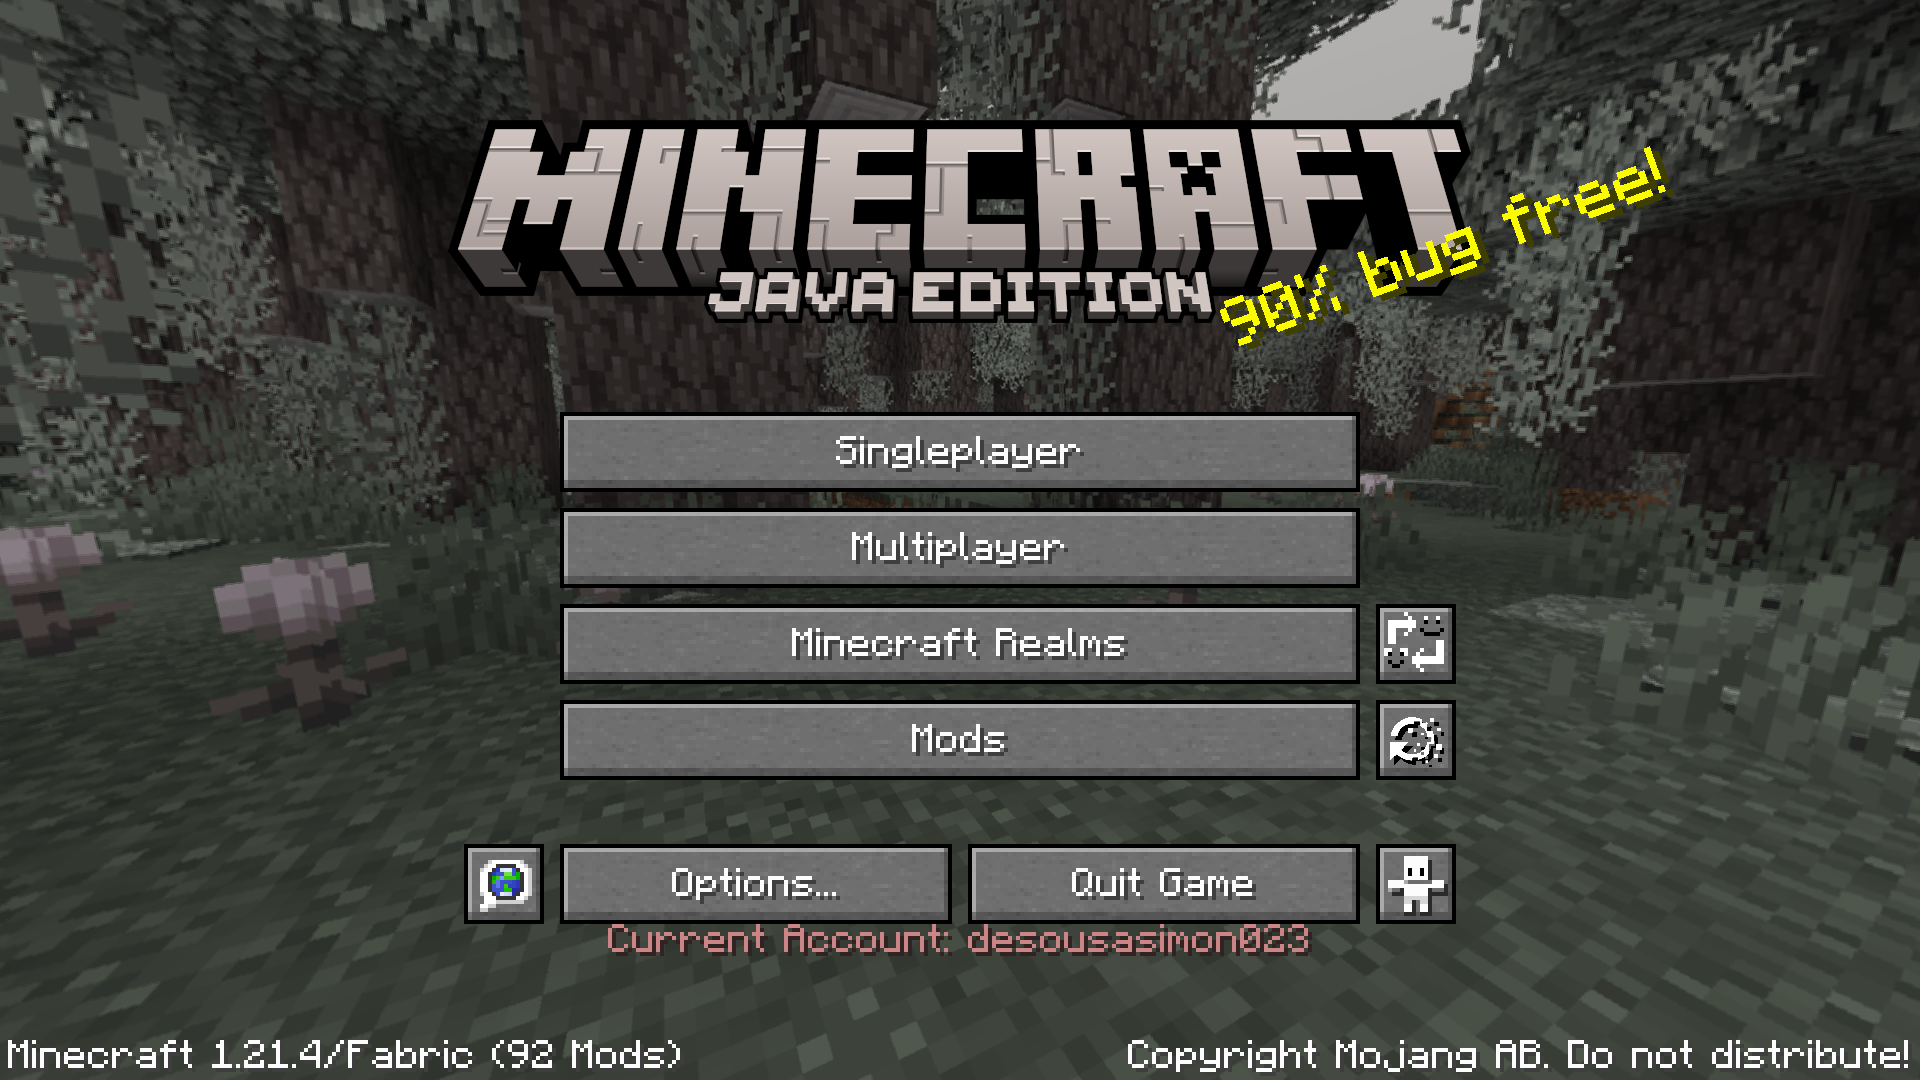 MINECRAFT
JAVA EDITION
90% bug free!
Singleplayer
Multiplayer
Minecraft Realms
Mods
Options...
Quit Game
Current Account: desousasimon023
Minecraft 1.21.4/Fabric (92 Mods)
Copyright Mojang AB. Do not distribute!